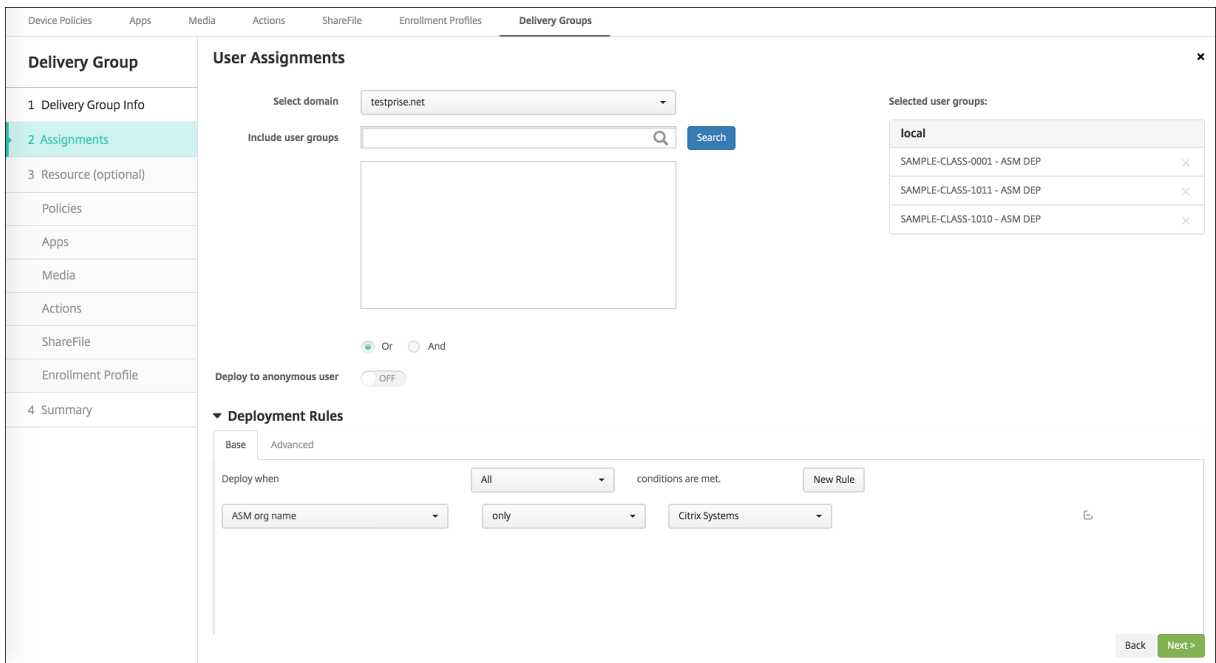 Device Policies Apps Media Actions ShareFile Enrollment Profiles Delivery Groups
Delivery Group
1 Delivery Group Info
2 Assignments
3 Resource (optional)
Policies
Apps
Media
Actions
ShareFile
Enrollment Profile
4 Summary
User Assignments
Select domain testprise.net
Include user groups Search
Or And
Deploy to anonymous user OFF
Selected user groups:
local
SAMPLE-CLASS-0001 - ASM DEP
SAMPLE-CLASS-1011 - ASM DEP
SAMPLE-CLASS-1010 - ASM DEP
Deployment Rules
Base Advanced
Deploy when All conditions are met. New Rule
ASM org name only Citrix Systems
Back Next >